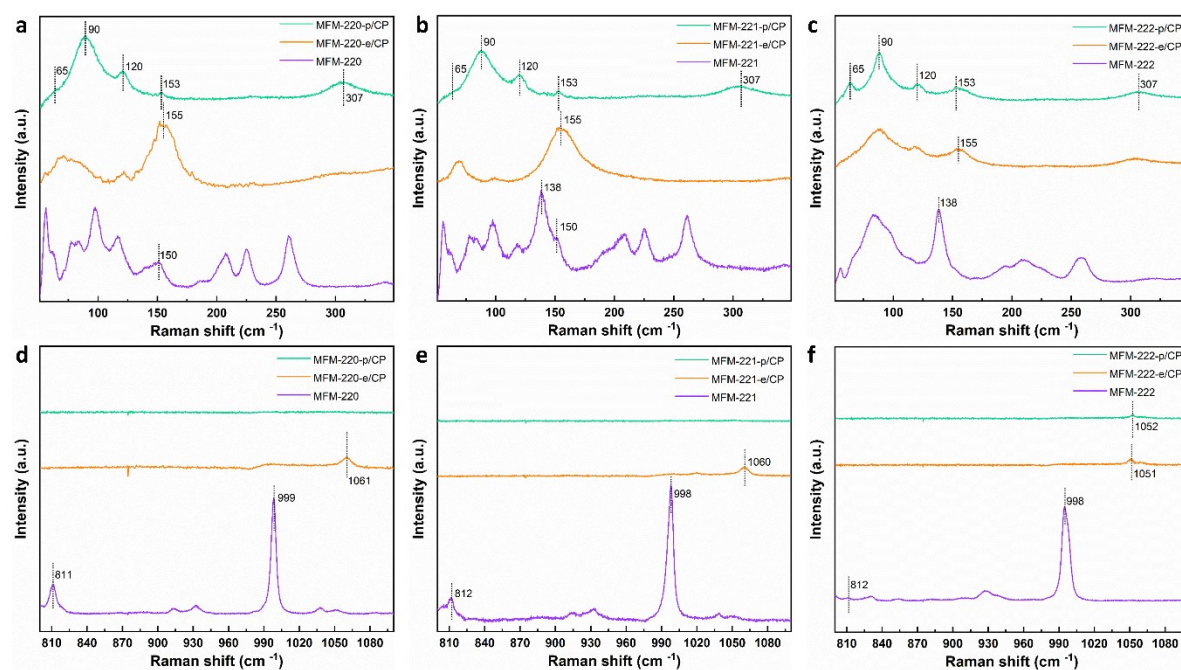 a
MFM-220-p/CP
MFM-220-e/CP
MFM-220
90
65
120
153
307
155
150
Intensity (a.u.)
100 150 200 250 300
Raman shift (cm ⁻¹)
b
MFM-221-p/CP
MFM-221-e/CP
MFM-221
90
65
120
153
307
155
138
150
Intensity (a.u.)
100 150 200 250 300
Raman shift (cm ⁻¹)
c
MFM-222-p/CP
MFM-222-e/CP
MFM-222
90
65
120
153
307
155
138
Intensity (a.u.)
100 150 200 250 300
Raman shift (cm ⁻¹)
d
MFM-220-p/CP
MFM-220-e/CP
MFM-220
1061
999
811
Intensity (a.u.)
810 840 870 900 930 960 990 1020 1050 1080
Raman shift (cm ⁻¹)
e
MFM-221-p/CP
MFM-221-e/CP
MFM-221
1060
998
812
Intensity (a.u.)
810 840 870 900 930 960 990 1020 1050 1080
Raman shift (cm ⁻¹)
f
MFM-222-p/CP
MFM-222-e/CP
MFM-222
1052
1051
998
812
Intensity (a.u.)
810 840 870 900 930 960 990 1020 1050 1080
Raman shift (cm ⁻¹)